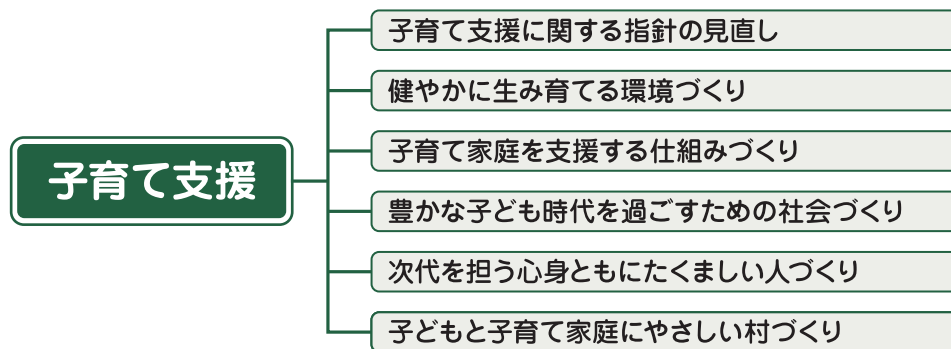 子育て支援
子育て支援に関する指針の見直し
健やかに生み育てる環境づくり
子育て家庭を支援する仕組みづくり
豊かな子ども時代を過ごすための社会づくり
次代を担う心身ともにたくましい人づくり
子どもと子育て家庭にやさしい村づくり